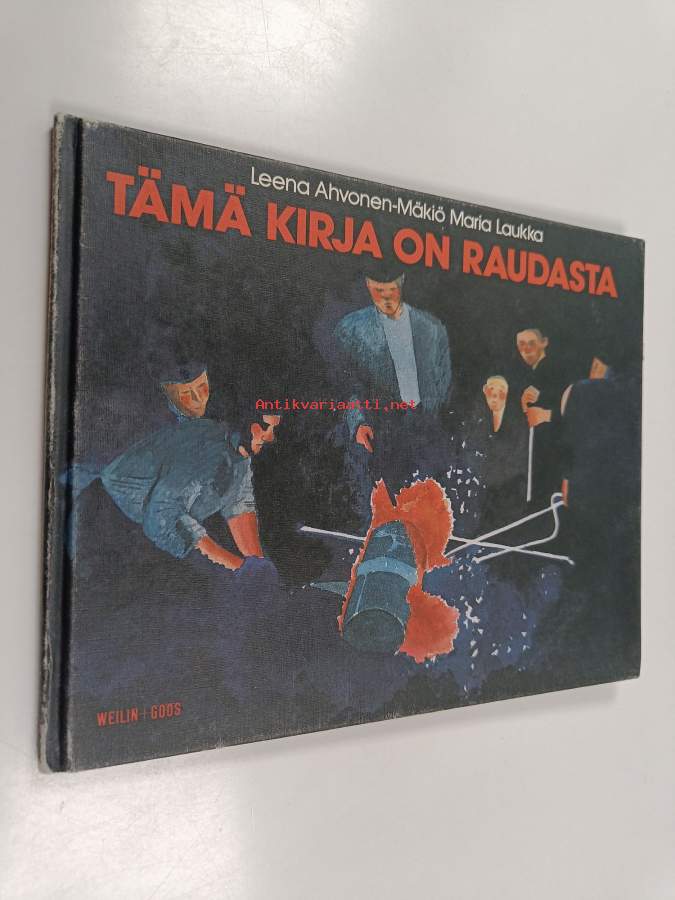 Leena Ahvonen-Mäkiö Maria Laukka
TÄMÄ KIRJA ON RAUDASTA
Antikvariaatti.net
WEILIN+GÖÖS